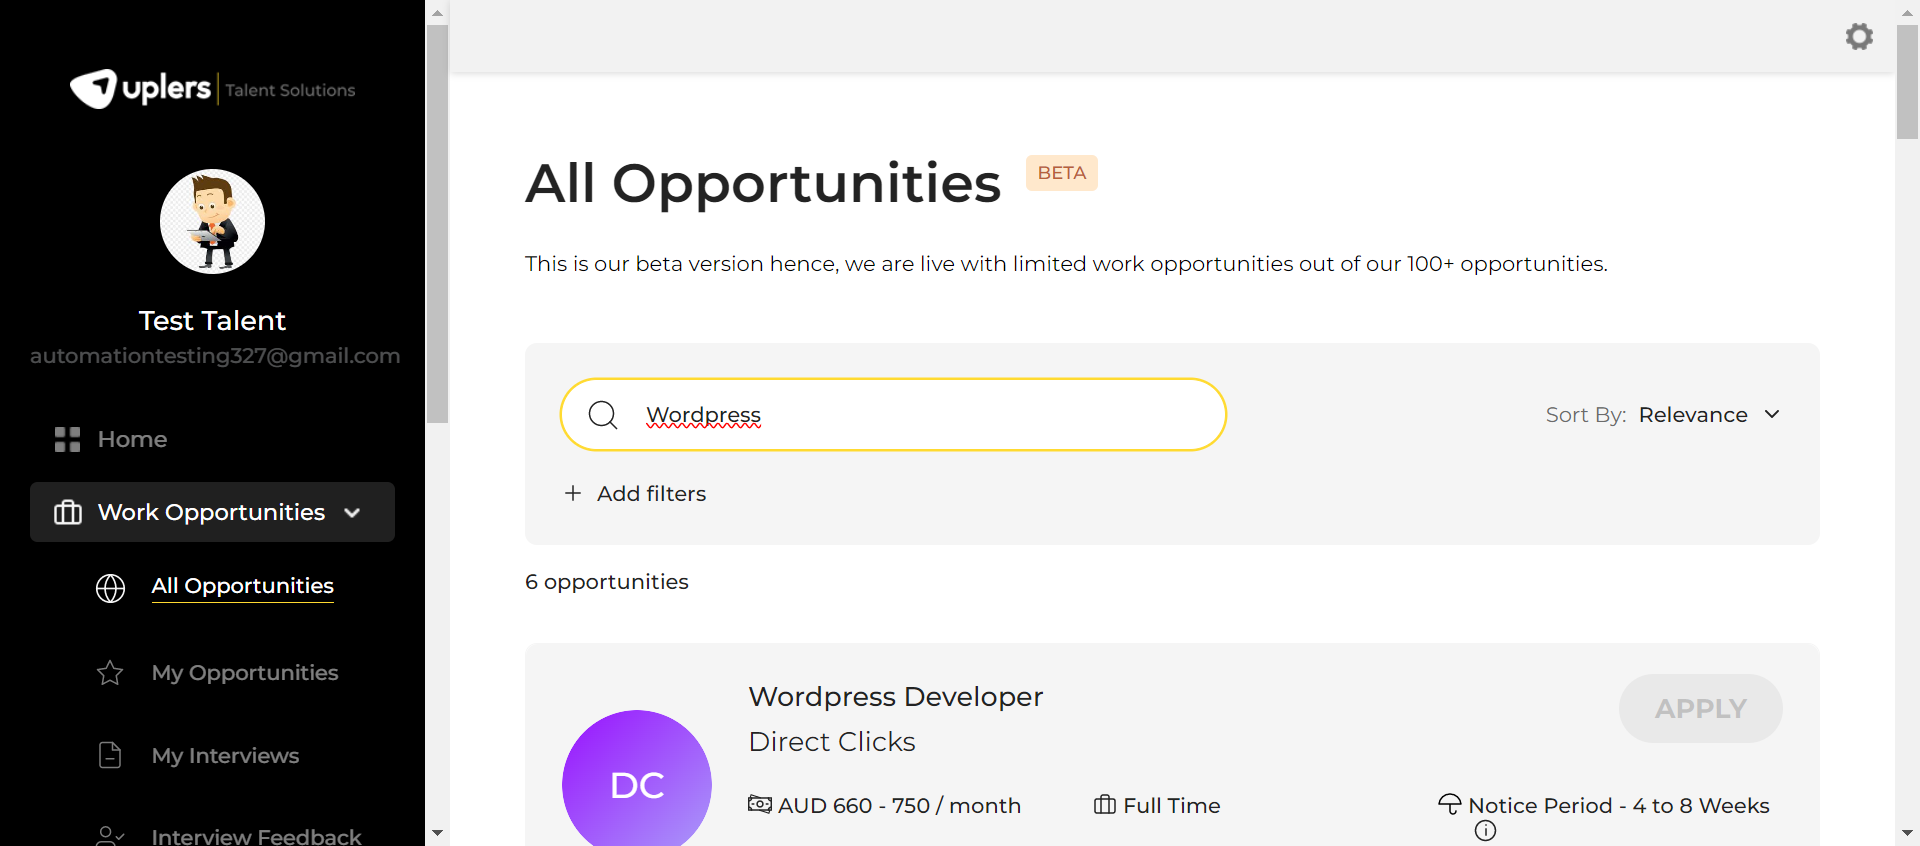 uplers Talent Solutions
Test Talent
automationtesting327@gmail.com
Home
Work Opportunities
All Opportunities
My Opportunities
My Interviews
Interview Feedback
All Opportunities BETA
This is our beta version hence, we are live with limited work opportunities out of our 100+ opportunities.
Wordpress
Sort By: Relevance
+ Add filters
6 opportunities
DC
Wordpress Developer
APPLY
Direct Clicks
AUD 660 - 750 / month
Full Time
Notice Period - 4 to 8 Weeks